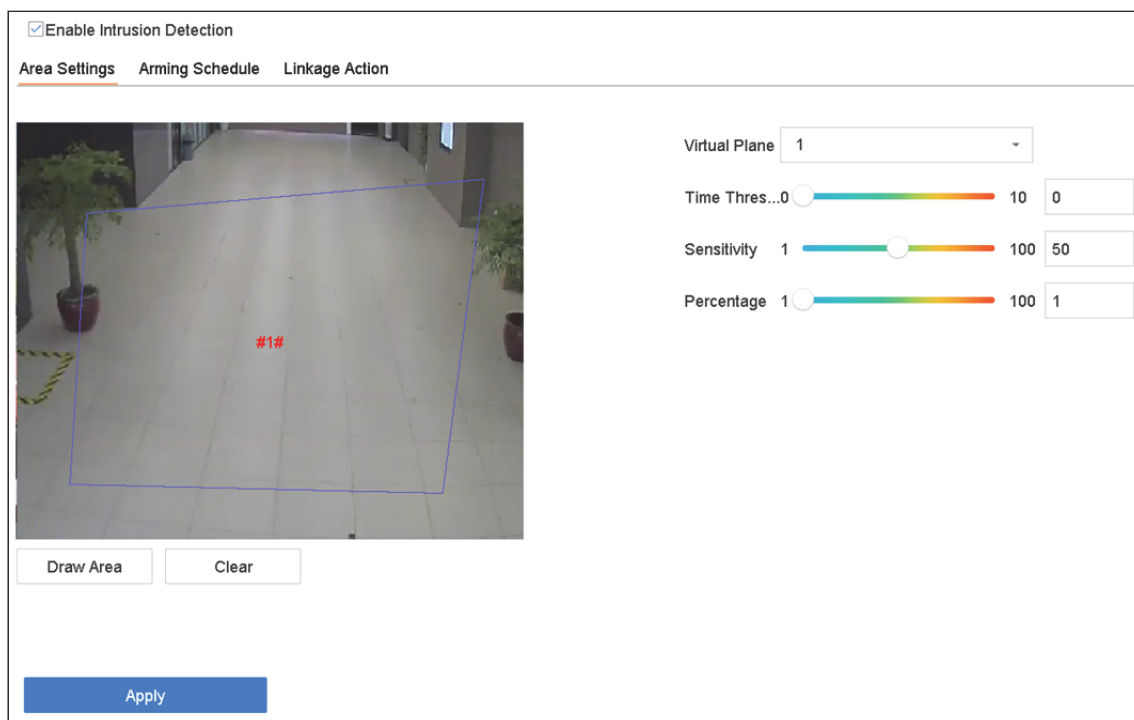 Enable Intrusion Detection
Area Settings Arming Schedule Linkage Action
Virtual Plane 1
Time Thres...0 10 0
Sensitivity 1 100 50
Percentage 1 100 1
#1#
Draw Area Clear
Apply